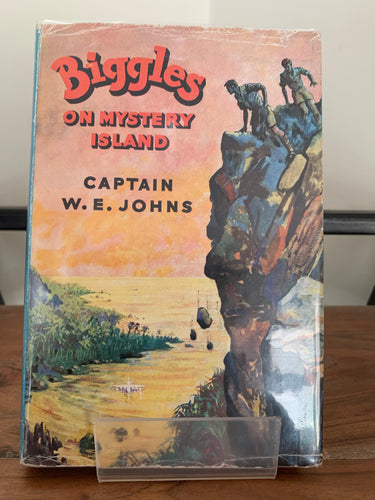 Biggles
ON MYSTERY
ISLAND
CAPTAIN
W. E. JOHNS